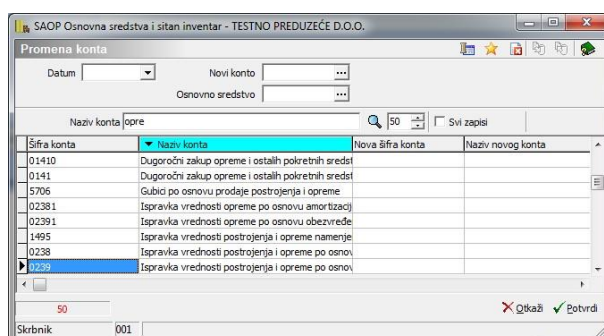 SAOP Osnovna sredstva i sitan inventar - TESTNO PREDUZEĆE D.O.O.
Promena konta
Datum Novi konto ...
Osnovno sredstvo ...
Naziv konta opre 50 Svi zapisi
Šifra konta Naziv konta Nova šifra konta Naziv novog konta
01410 Dugoročni zakup opreme i ostalih pokretnih sredst
0141 Dugoročni zakup opreme i ostalih pokretnih sredst
5706 Gubici po osnovu prodaje postrojenja i opreme
02381 Ispravka vrednosti opreme po osnovu amortizacij
02391 Ispravka vrednosti opreme po osnovu obezvređe
1495 Ispravka vrednosti postrojenja i opreme namenje
0238 Ispravka vrednosti postrojenja i opreme po osnov
0239 Ispravka vrednosti postrojenja i opreme po osnov
50 Otkaži Potvrdi
Skrbnik 001